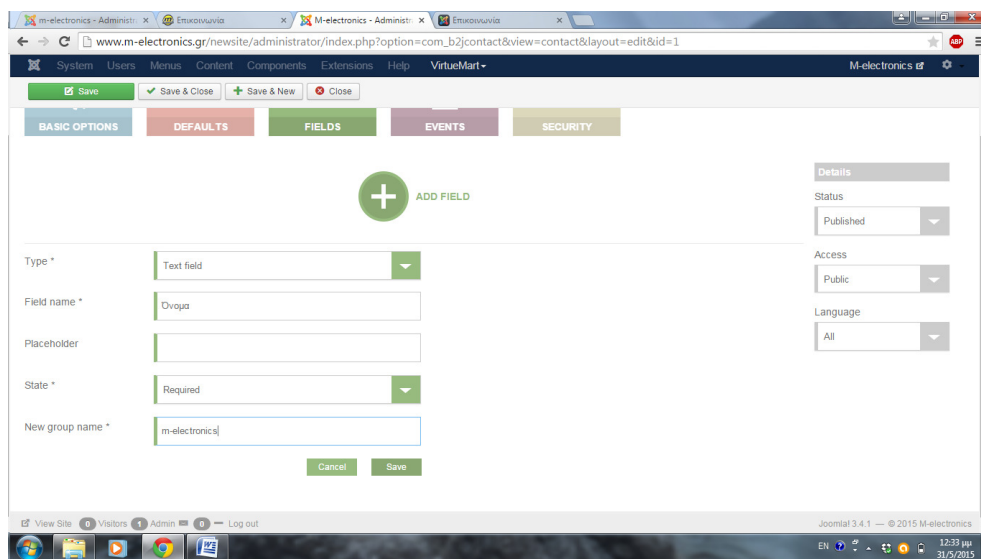 m-electronics - Administr
Επικοινωνία
M-electronics - Administr
Επικοινωνία
www.m-electronics.gr/newsite/administrator/index.php?option=com_b2jcontact&view=contact&layout=edit&id=1
ABP
System Users Menus Content Components Extensions Help VirtueMart
M-electronics
Save
Save & Close
Save & New
Close
BASIC OPTIONS
DEFAULTS
FIELDS
EVENTS
SECURITY
ADD FIELD
Details
Status
Published
Access
Public
Language
All
Type *
Text field
Field name *
Όνομα
Placeholder
State *
Required
New group name *
m-electronics
Cancel
Save
View Site 0 Visitors 1 Admin 0 Log out
Joomla! 3.4.1 — © 2015 M-electronics
EN
12:33 μμ
31/5/2015